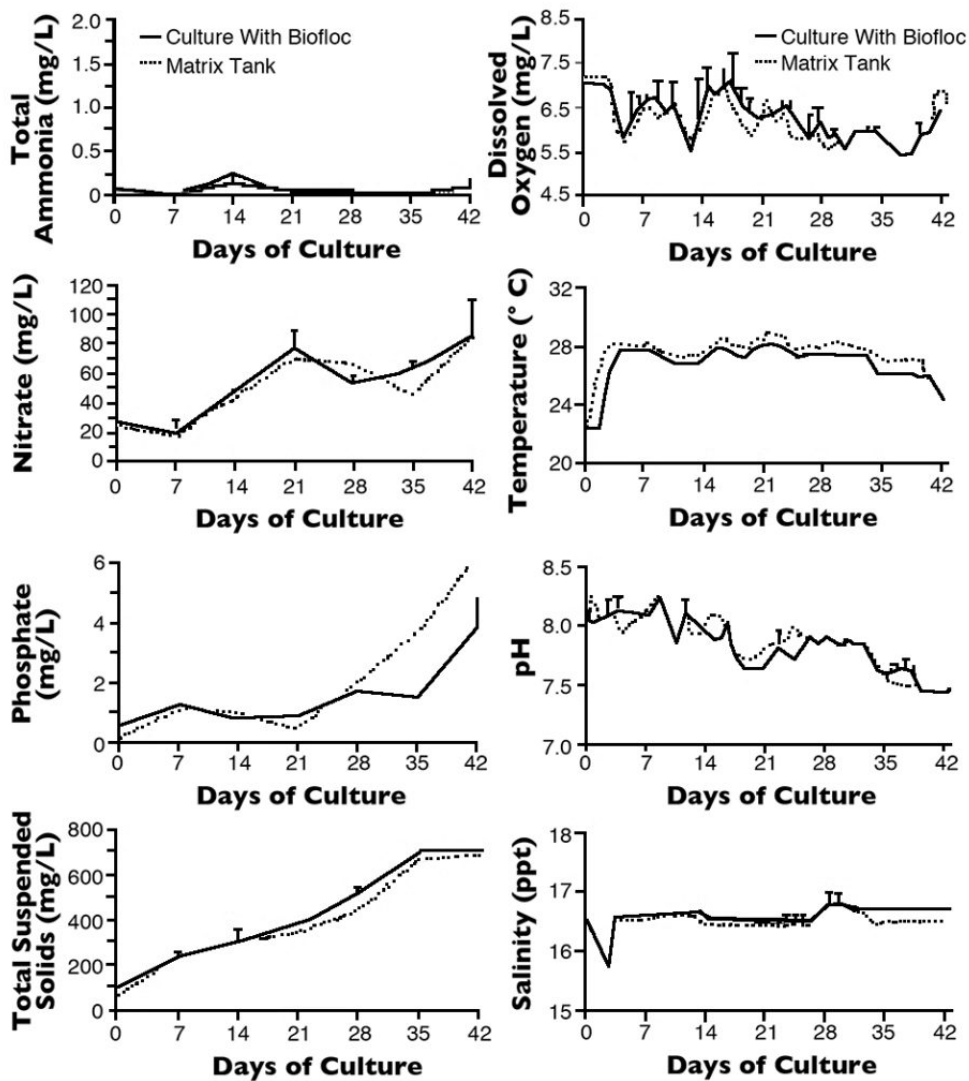 Total
Ammonia (mg/L)
2.0
1.5
1.0
0.5
0
Culture With Biofloc
Matrix Tank
0 7 14 21 28 35 42
Days of Culture
Dissolved
Oxygen (mg/L)
8.5
7.5
6.5
5.5
4.5
Culture With Biofloc
Matrix Tank
0 7 14 21 28 35 42
Days of Culture
Nitrate (mg/L)
120
100
80
60
40
20
0
0 7 14 21 28 35 42
Days of Culture
Temperature (° C)
32
28
24
20
0 7 14 21 28 35 42
Days of Culture
Phosphate
(mg/L)
6
4
2
0
0 7 14 21 28 35 42
Days of Culture
pH
8.5
8.0
7.5
7.0
0 7 14 21 28 35 42
Days of Culture
Total Suspended
Solids (mg/L)
800
600
400
200
0
0 7 14 21 28 35 42
Days of Culture
Salinity (ppt)
18
17
16
15
0 7 14 21 28 35 42
Days of Culture